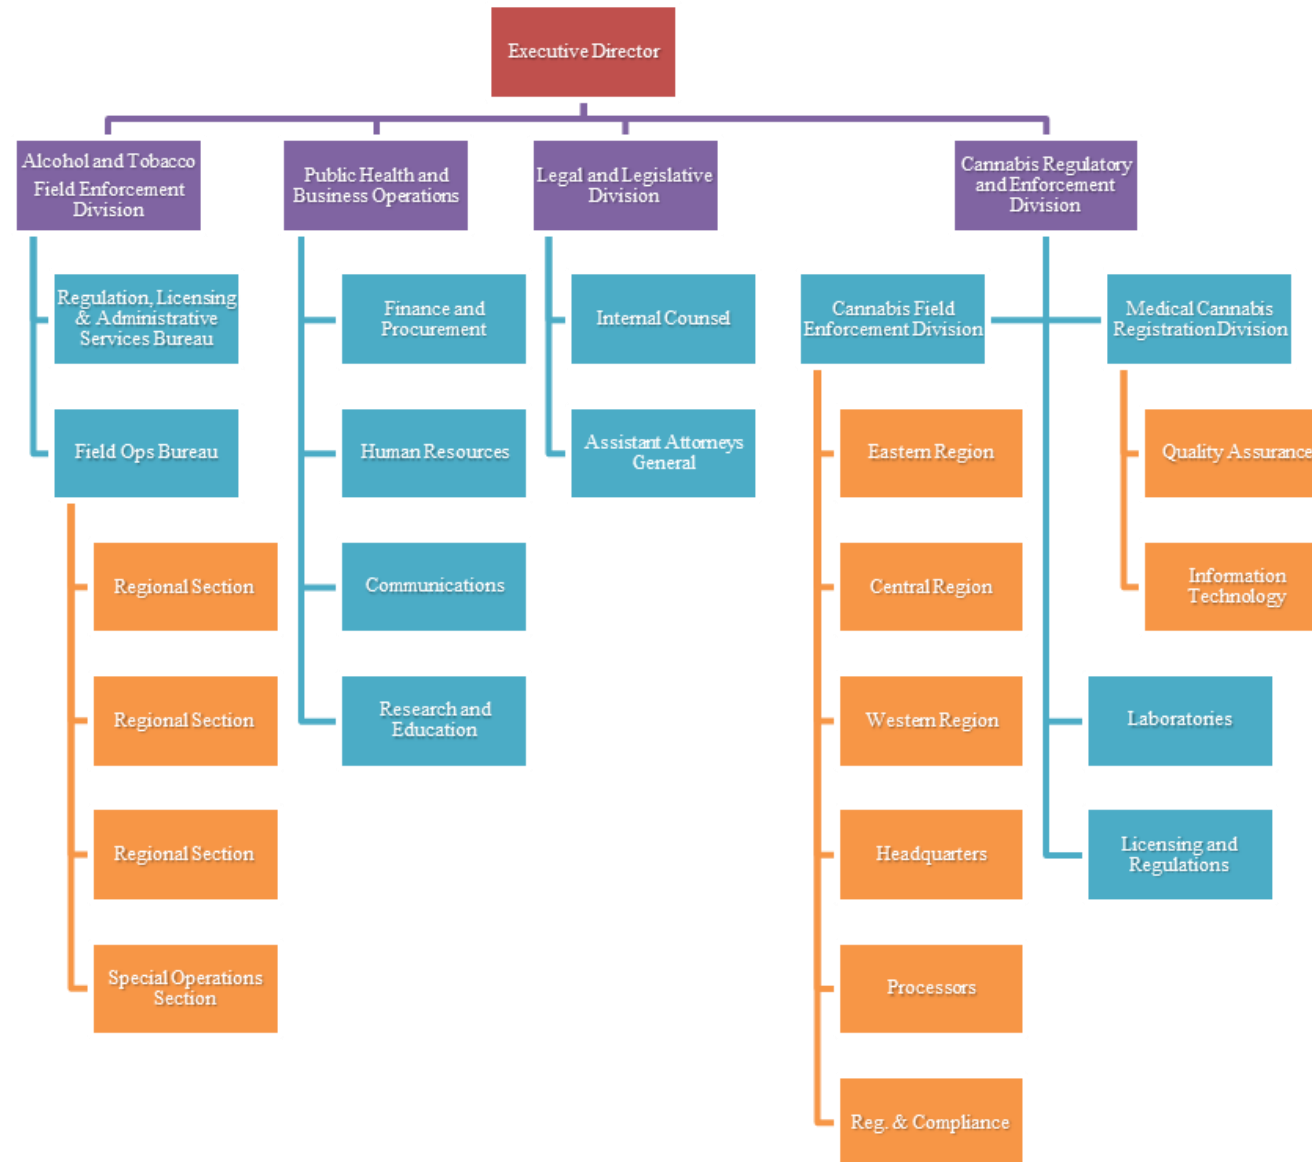 Executive Director
Alcohol and Tobacco
Field Enforcement
Division
Public Health and
Business Operations
Legal and Legislative
Division
Cannabis Regulatory
and Enforcement
Division
Regulation, Licensing
& Administrative
Services Bureau
Finance and
Procurement
Internal Counsel
Cannabis Field
Enforcement Division
Medical Cannabis
Registration Division
Field Ops Bureau
Human Resources
Assistant Attorneys
General
Eastern Region
Quality Assurance
Regional Section
Communications
Central Region
Information
Technology
Regional Section
Research and
Education
Western Region
Laboratories
Regional Section
Headquarters
Licensing and
Regulations
Special Operations
Section
Processors
Reg. & Compliance